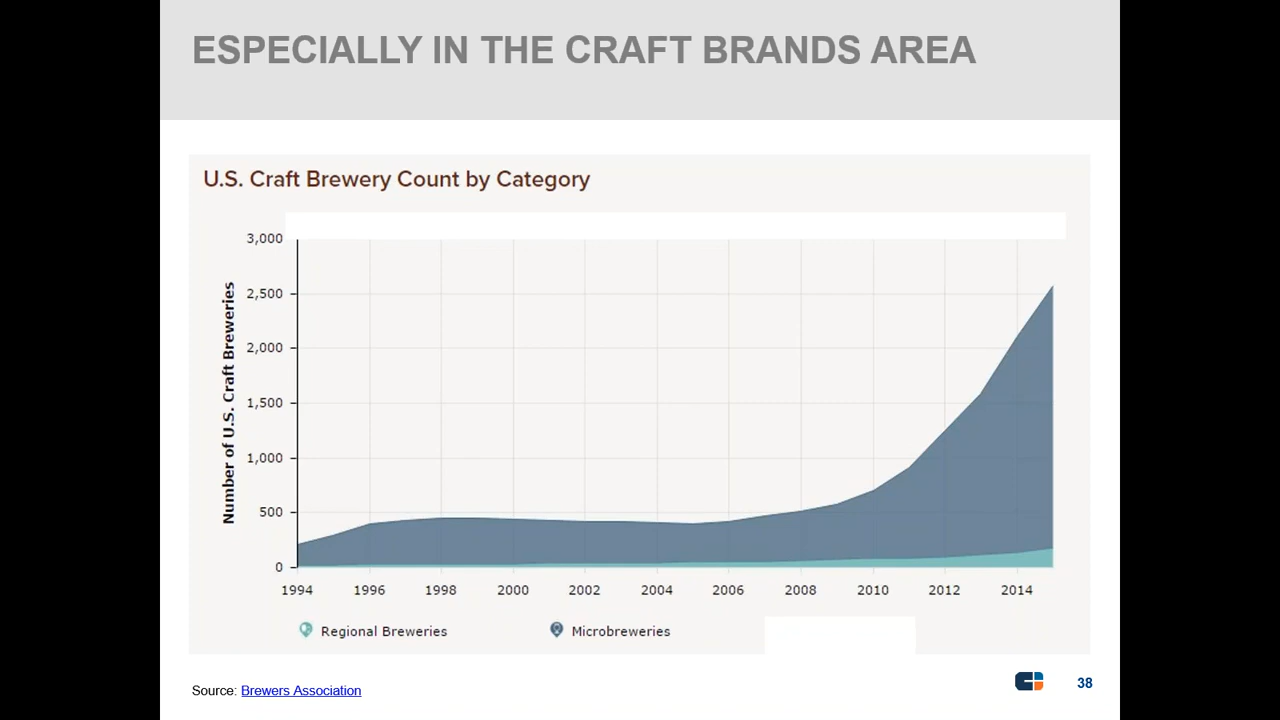 ESPECIALLY IN THE CRAFT BRANDS AREA
U.S. Craft Brewery Count by Category
Number of U.S. Craft Breweries
3,000
2,500
2,000
1,500
1,000
500
0
1994 1996 1998 2000 2002 2004 2006 2008 2010 2012 2014
Regional Breweries Microbreweries
Source: Brewers Association
38